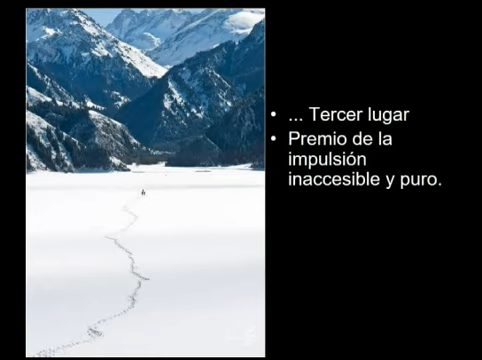 ... Tercer lugar
Premio de la
impulsión
inaccesible y puro.